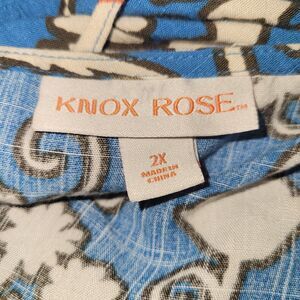 KNOX ROSE™
2X
MADE IN
CHINA